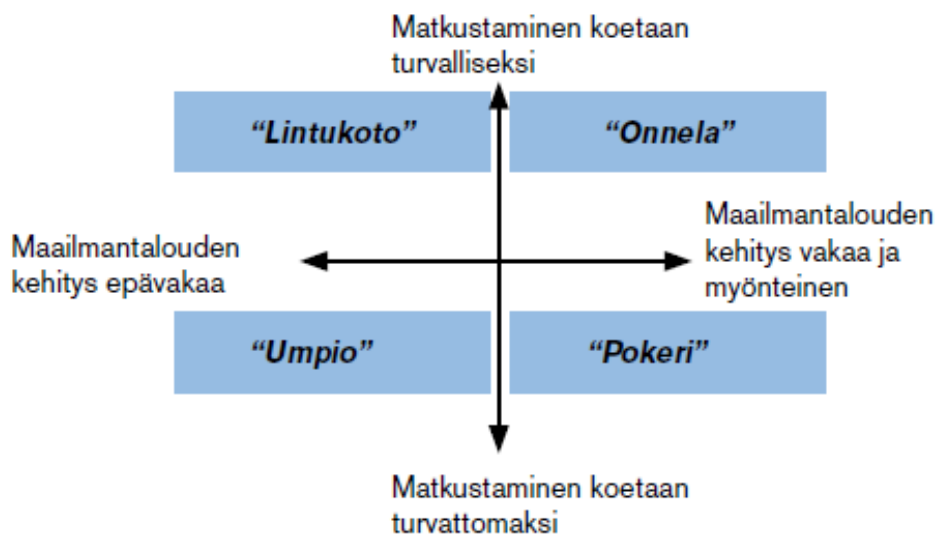 Matkustaminen koetaan
turvalliseksi
“Lintukoto”
“Onnela”
Maailmantalouden
kehitys epävakaa
Maailmantalouden
kehitys vakaa ja
myönteinen
“Umpio”
“Pokeri”
Matkustaminen koetaan
turvattomaksi